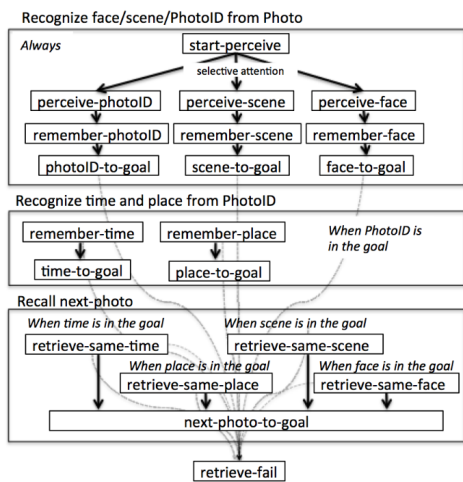 Recognize face/scene/PhotoID from Photo
Always
start-perceive
selective attention
perceive-photoID perceive-scene perceive-face
remember-photoID remember-scene remember-face
photoID-to-goal scene-to-goal face-to-goal
Recognize time and place from PhotoID
remember-time remember-place
When PhotoID is
in the goal
time-to-goal place-to-goal
Recall next-photo
When time is in the goal When scene is in the goal
retrieve-same-time retrieve-same-scene
When place is in the goal When face is in the goal
retrieve-same-place retrieve-same-face
next-photo-to-goal
retrieve-fail